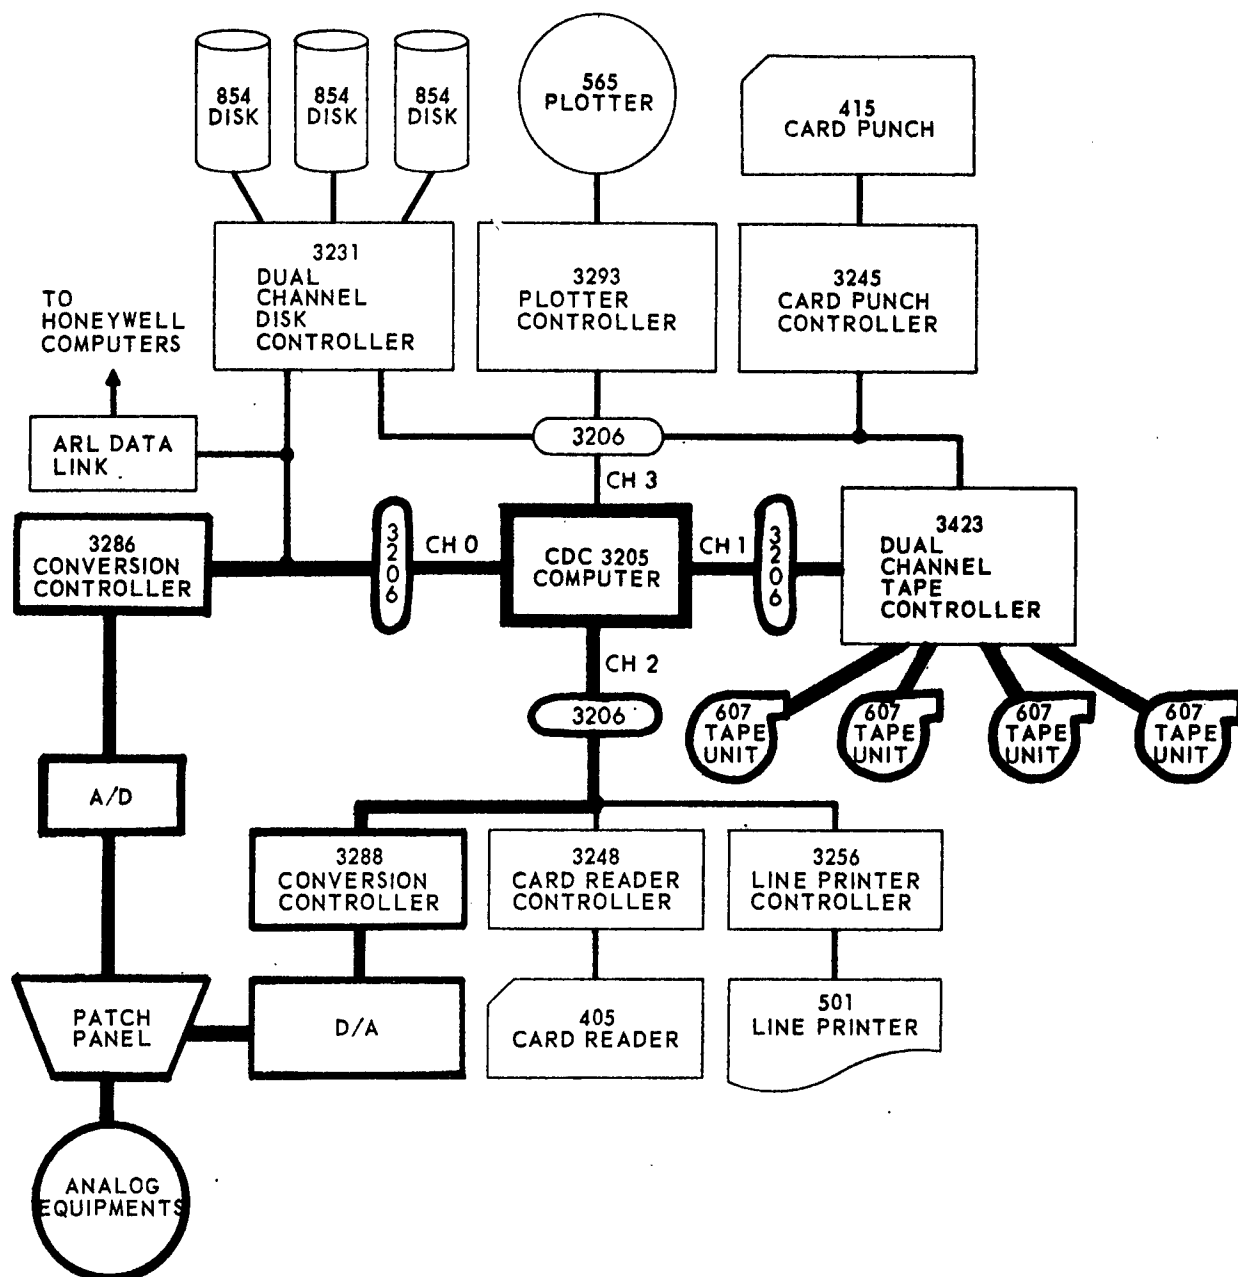 854
DISK
854
DISK
854
DISK
565
PLOTTER
415
CARD PUNCH
3231
DUAL
CHANNEL
DISK
CONTROLLER
3293
PLOTTER
CONTROLLER
3245
CARD PUNCH
CONTROLLER
TO
HONEYWELL
COMPUTERS
ARL DATA
LINK
3206
CH 3
3286
CONVERSION
CONTROLLER
3206
CH 0
CDC 3205
COMPUTER
CH 1
3206
3423
DUAL
CHANNEL
TAPE
CONTROLLER
CH 2
3206
607
TAPE
UNIT
607
TAPE
UNIT
607
TAPE
UNIT
607
TAPE
UNIT
A/D
3288
CONVERSION
CONTROLLER
3248
CARD READER
CONTROLLER
3256
LINE PRINTER
CONTROLLER
PATCH
PANEL
D/A
405
CARD READER
501
LINE PRINTER
ANALOG
EQUIPMENTS